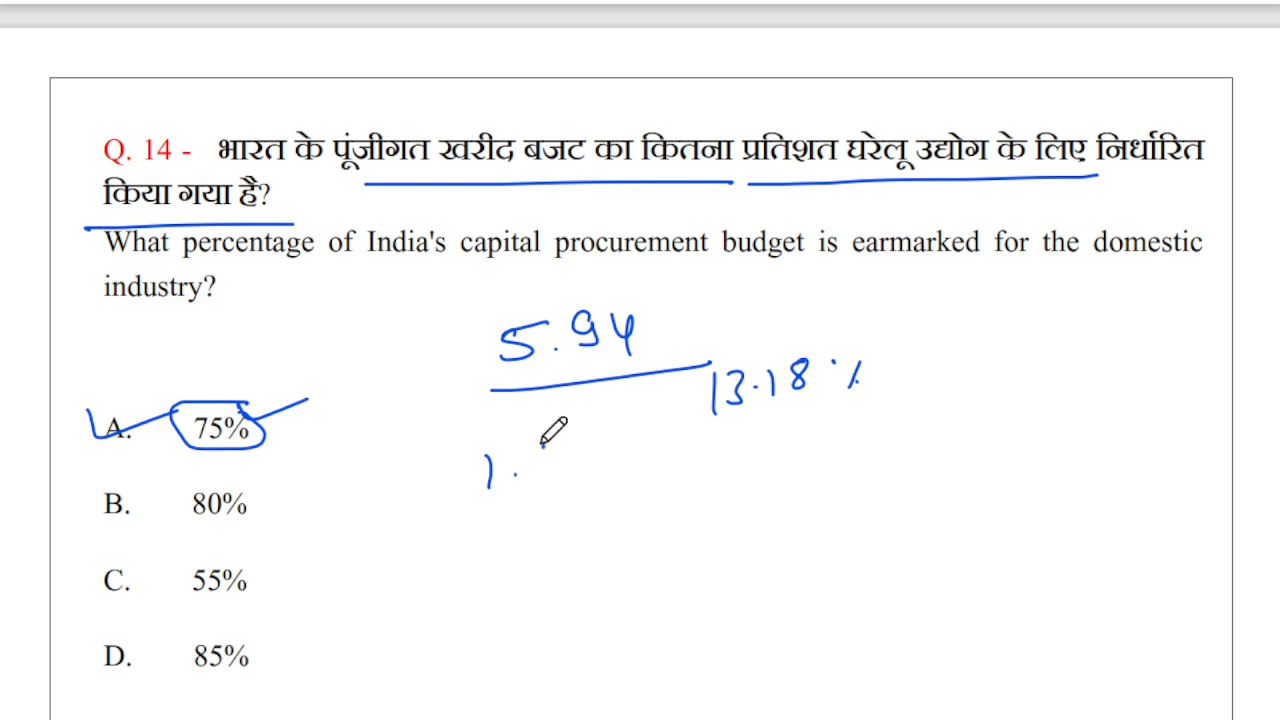 Q. 14 - भारत के पूंजीगत खरीद बजट का कितना प्रतिशत घरेलू उद्योग के लिए निर्धारित
किया गया है?
What percentage of India's capital procurement budget is earmarked for the domestic
industry?
5.94
13.18 %
A. 75%
1.
B. 80%
C. 55%
D. 85%